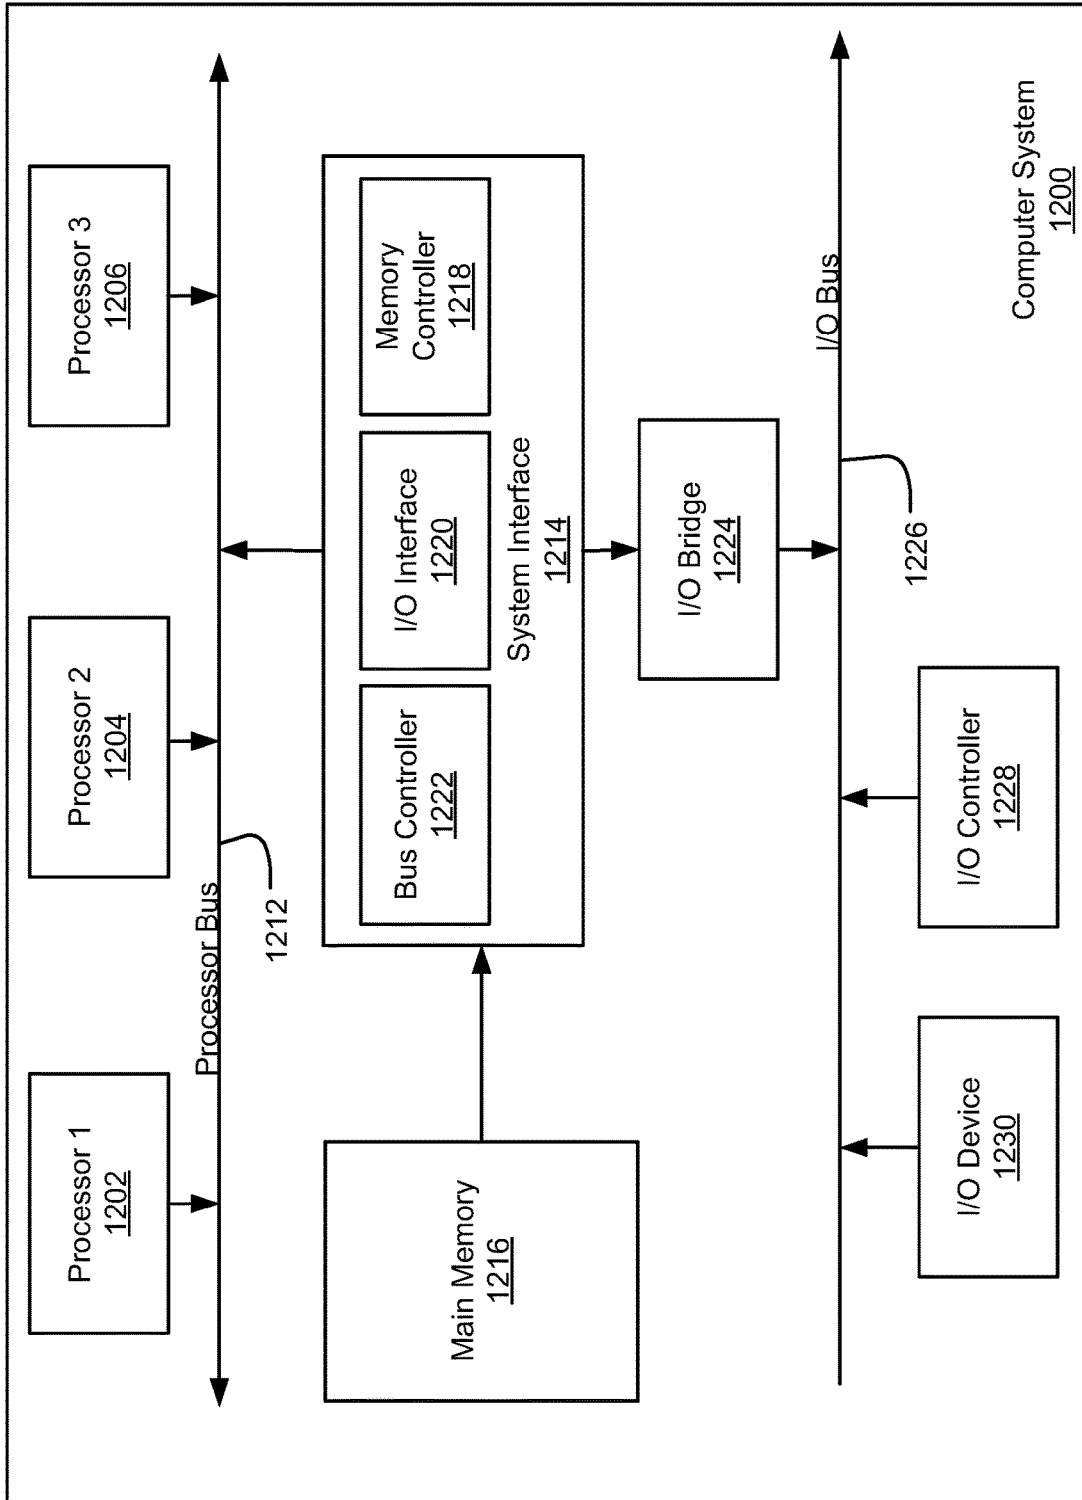 Processor 1
1202
Processor 2
1204
Processor 3
1206
Processor Bus
1212
Main Memory
1216
Bus Controller
1222
I/O Interface
1220
Memory
Controller
1218
System Interface
1214
I/O Bridge
1224
I/O Bus
1226
I/O Device
1230
I/O Controller
1228
Computer System
1200